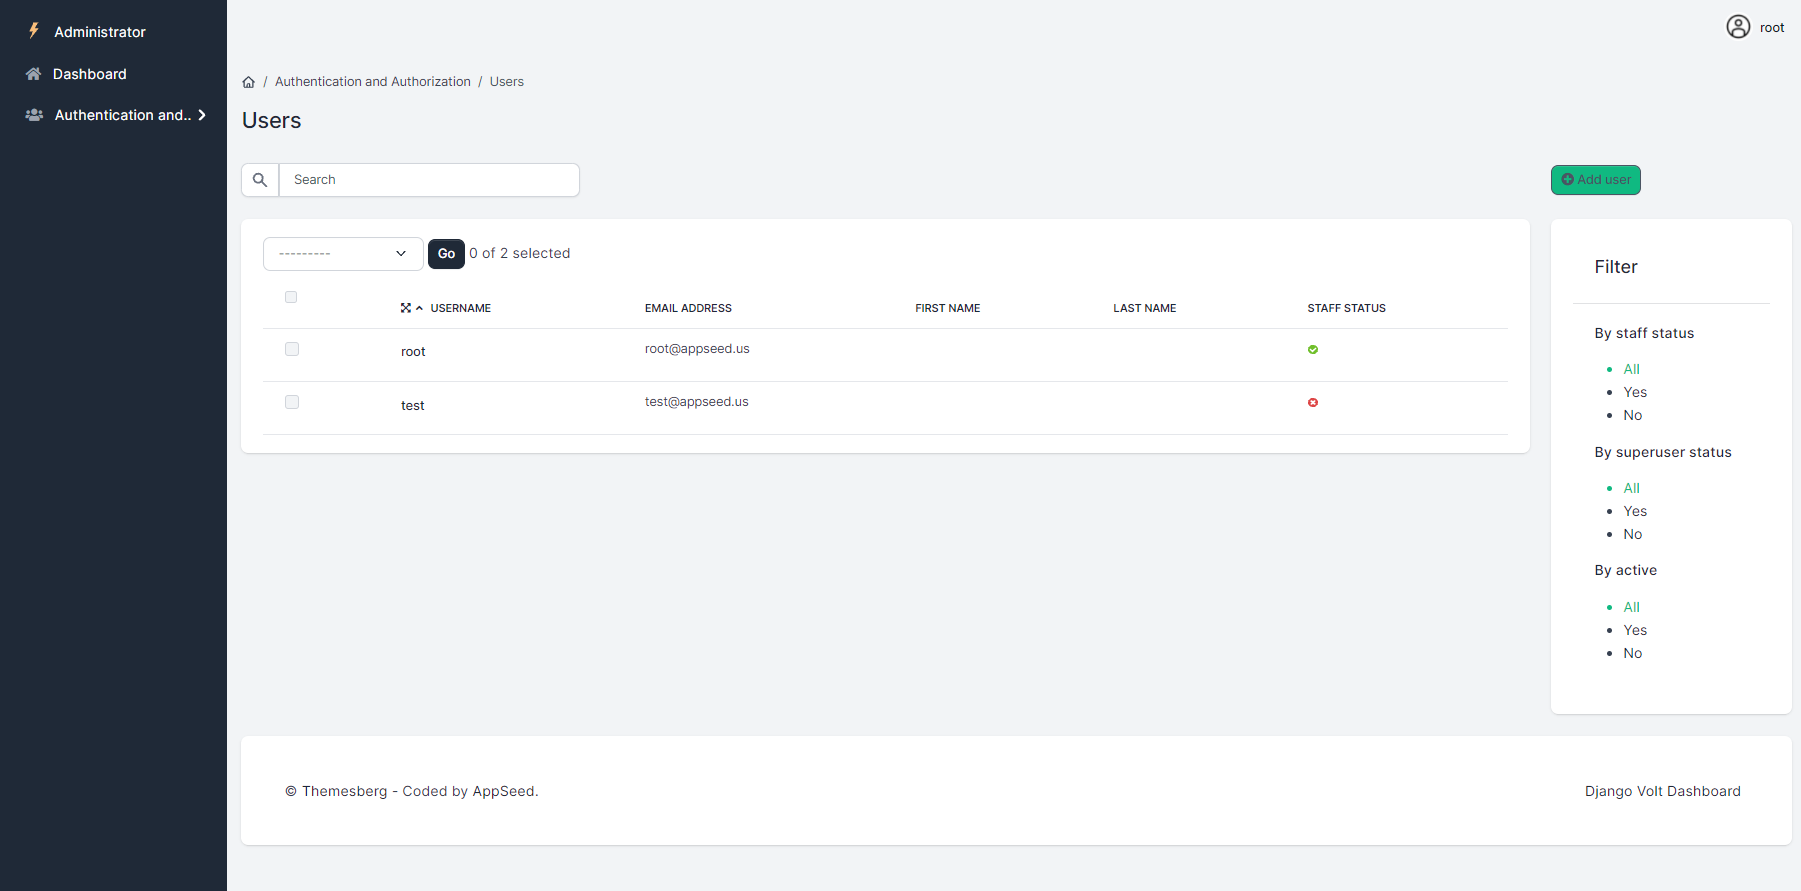 Administrator
Dashboard
Authentication and..
root
/ Authentication and Authorization / Users
Users
Search
Add user
---------
Go
0 of 2 selected
USERNAME EMAIL ADDRESS FIRST NAME LAST NAME STAFF STATUS
root root@appseed.us
test test@appseed.us
Filter
By staff status
All
Yes
No
By superuser status
All
Yes
No
By active
All
Yes
No
© Themesberg - Coded by AppSeed.
Django Volt Dashboard